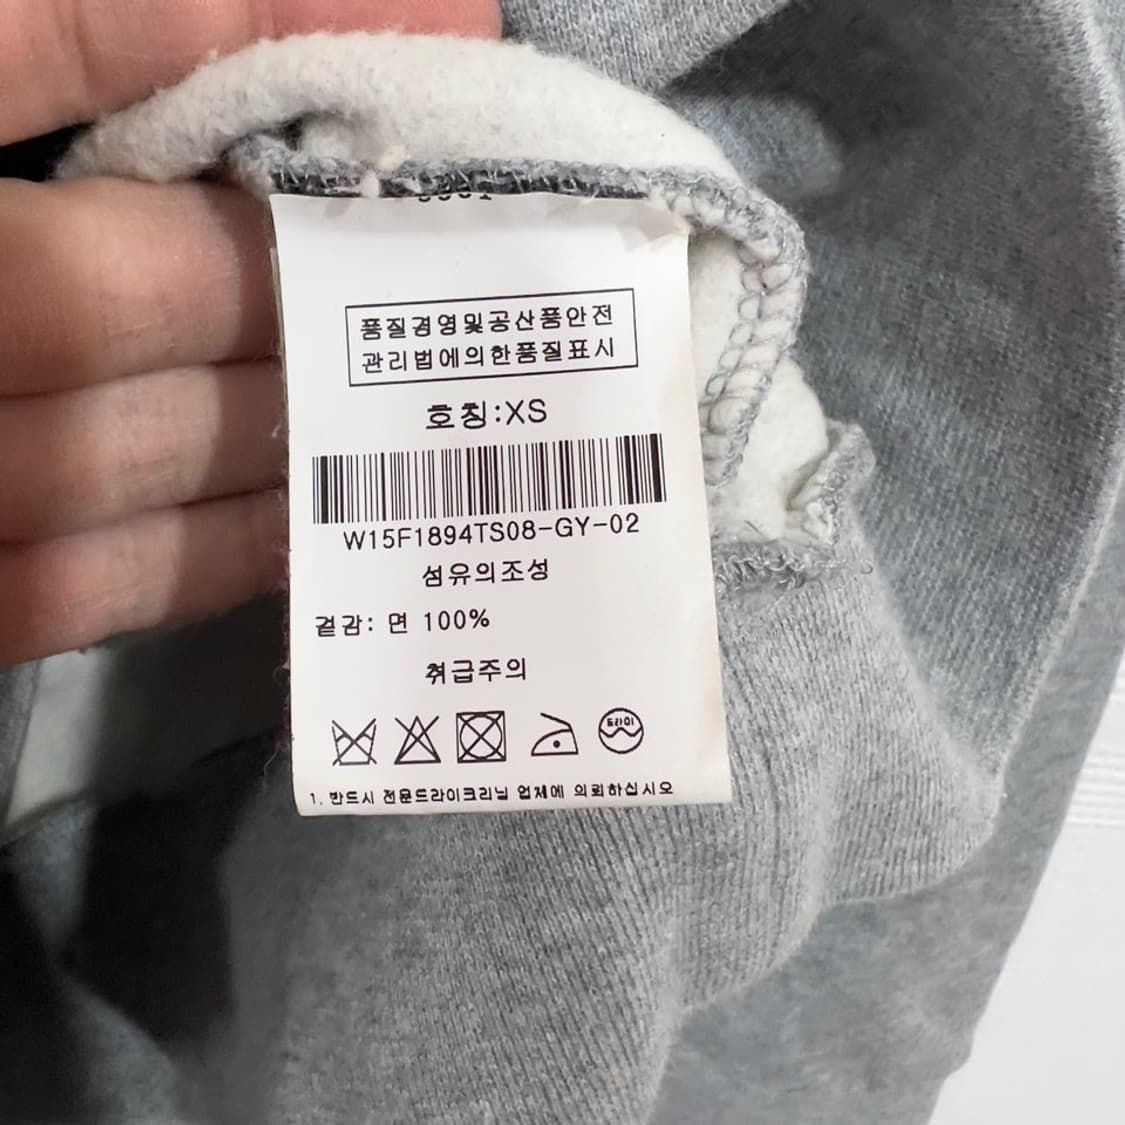 품질경영및공산품안전
관리법에의한품질표시
호칭:XS
W15F1894TS08-GY-02
섬유의조성
겉감: 면 100%
취급주의
드라이
1. 반드시 전문드라이크리닝 업체에 의뢰하십시오